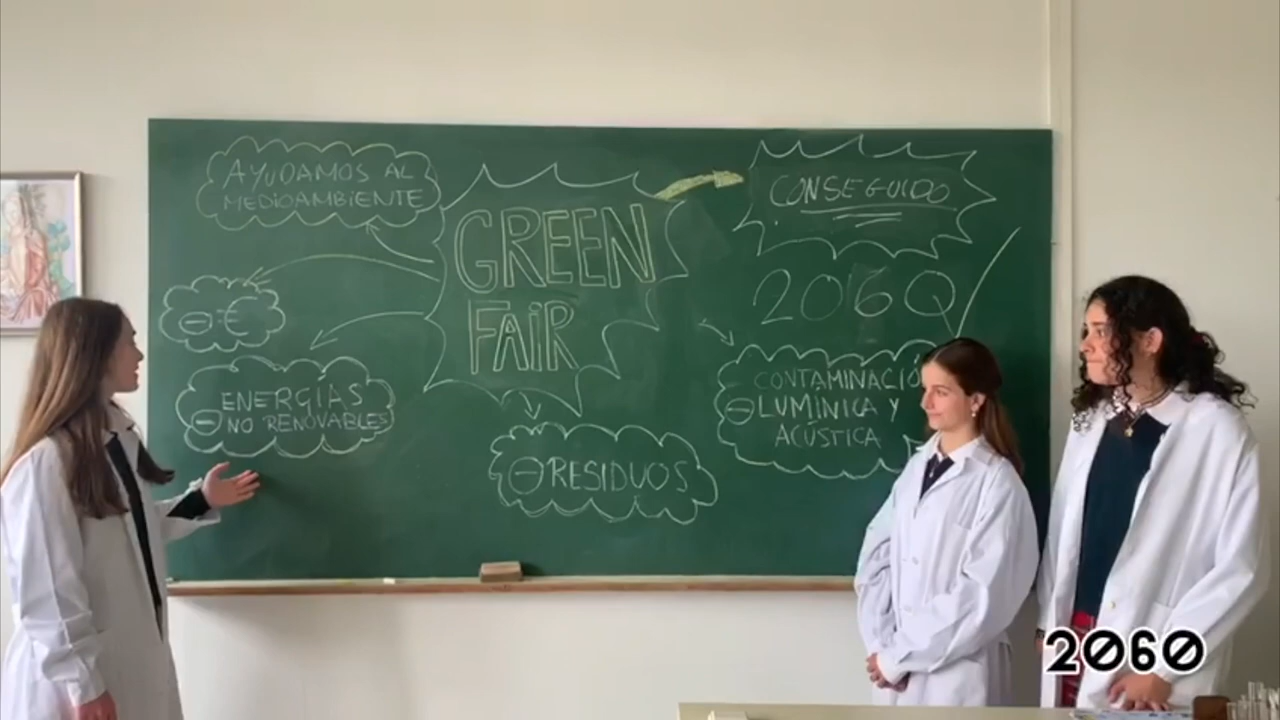 AYUDAMOS AL
MEDIOAMBIENTE
GREEN
FAIR
CONSEGUIDO
2060
- €
- ENERGÍAS
NO RENOVABLES
- RESIDUOS
CONTAMINACIÓ
- LUMÍNICA Y
ACÚSTICA
2060